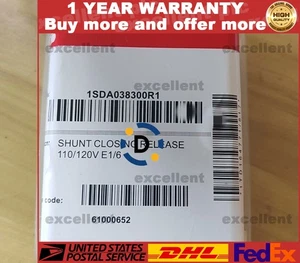 1 YEAR WARRANTY
Buy more and offer more
HIGH
QUALITY
excellent
1SDA038300R1
excellent
SHUNT CLOSING RELEASE
110/120V E1/6
D
excellent
code:
excellent
61000652
UNITED STATES
POSTAL SERVICE
DHL
FedEx